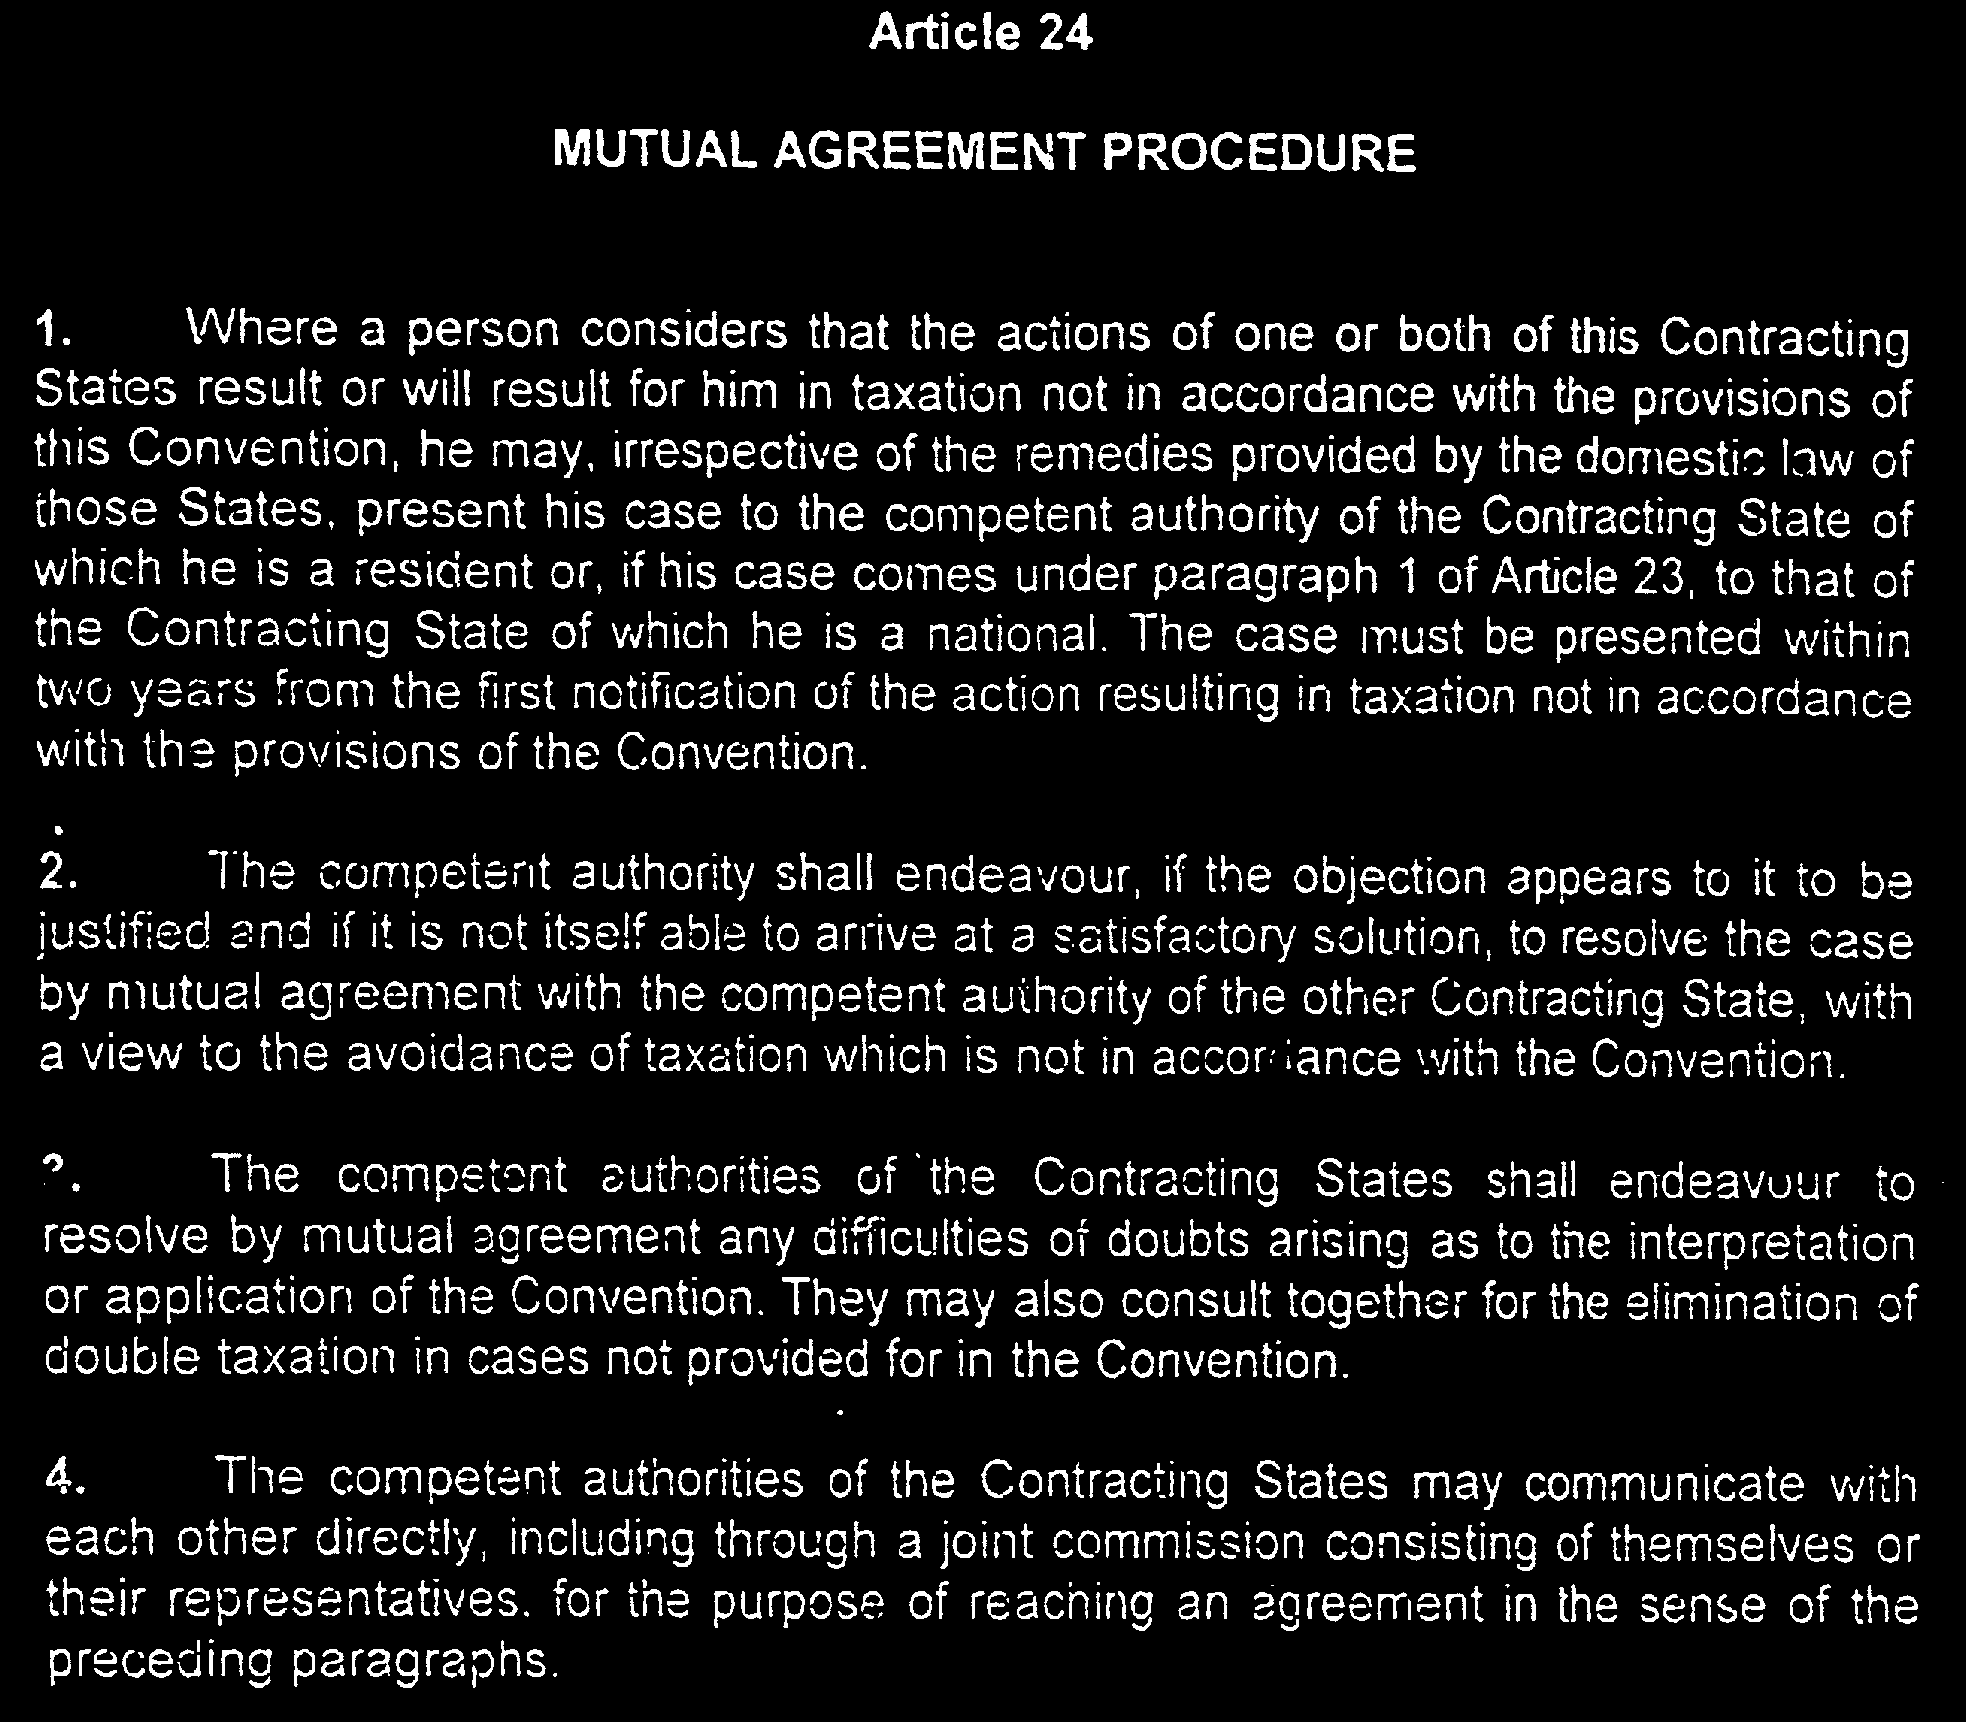 Article 24
MUTUAL AGREEMENT PROCEDURE
1. Where a person considers that the actions of one or both of this Contracting
States result or will result for him in taxation not in accordance with the provisions of
this Convention, he may, irrespective of the remedies provided by the domestic law of
those States, present his case to the competent authority of the Contracting State of
which he is a resident or, if his case comes under paragraph 1 of Article 23, to that of
the Contracting State of which he is a national. The case must be presented within
two years from the first notification of the action resulting in taxation not in accordance
with the provisions of the Convention.
2. The competent authority shall endeavour, if the objection appears to it to be
justified and if it is not itself able to arrive at a satisfactory solution, to resolve the case
by mutual agreement with the competent authority of the other Contracting State, with
a view to the avoidance of taxation which is not in accordance with the Convention.
3. The competent authorities of the Contracting States shall endeavour to
resolve by mutual agreement any difficulties of doubts arising as to the interpretation
or application of the Convention. They may also consult together for the elimination of
double taxation in cases not provided for in the Convention.
4. The competent authorities of the Contracting States may communicate with
each other directly, including through a joint commission consisting of themselves or
their representatives. for the purpose of reaching an agreement in the sense of the
preceding paragraphs.